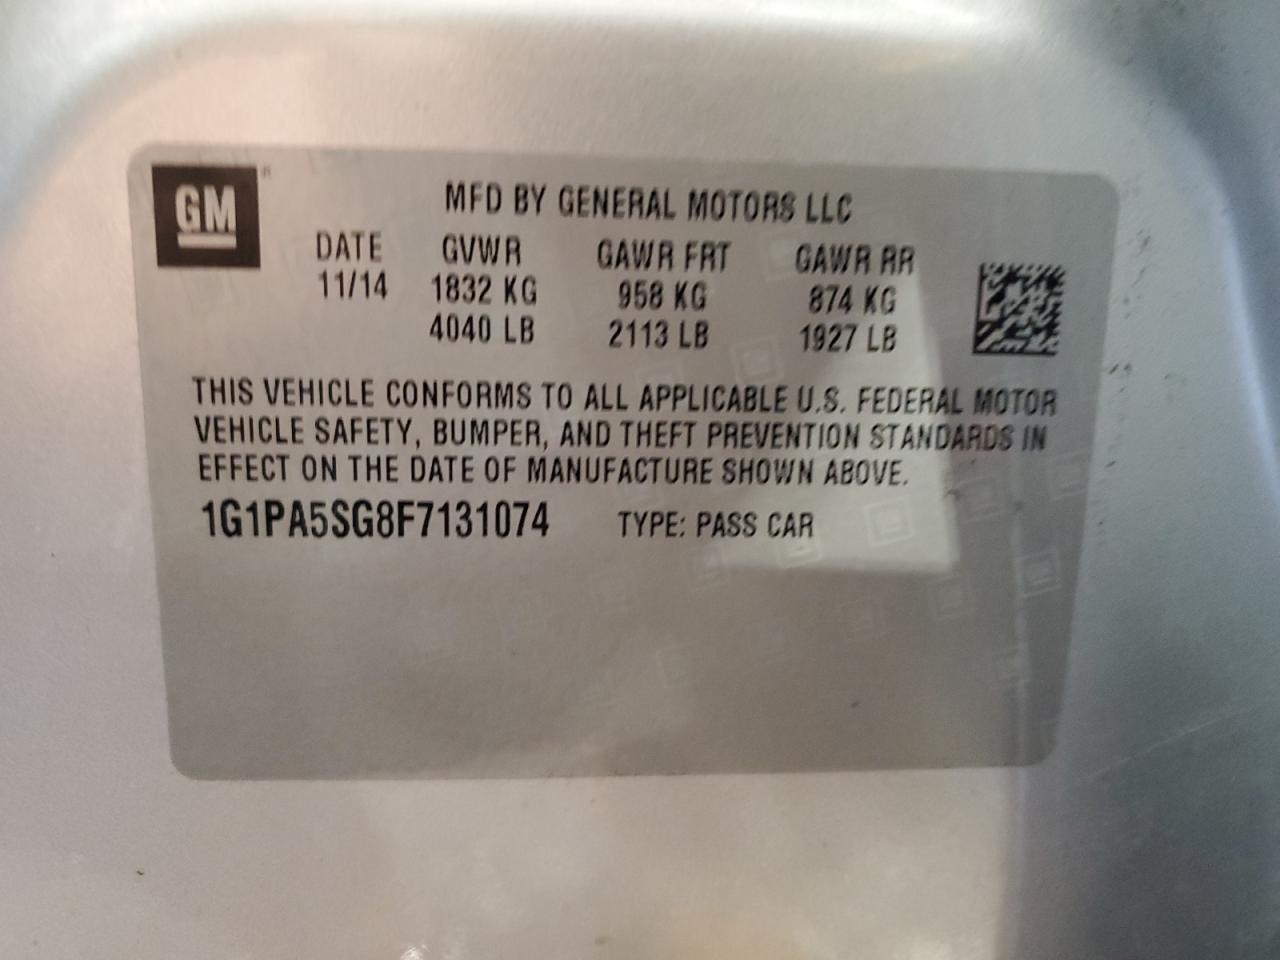 GM
MFD BY GENERAL MOTORS LLC
DATE GVWR GAWR FRT GAWR RR
11/14 1832 KG 958 KG 874 KG
4040 LB 2113 LB 1927 LB
THIS VEHICLE CONFORMS TO ALL APPLICABLE U.S. FEDERAL MOTOR
VEHICLE SAFETY, BUMPER, AND THEFT PREVENTION STANDARDS IN
EFFECT ON THE DATE OF MANUFACTURE SHOWN ABOVE.
1G1PA5SG8F7131074 TYPE: PASS CAR